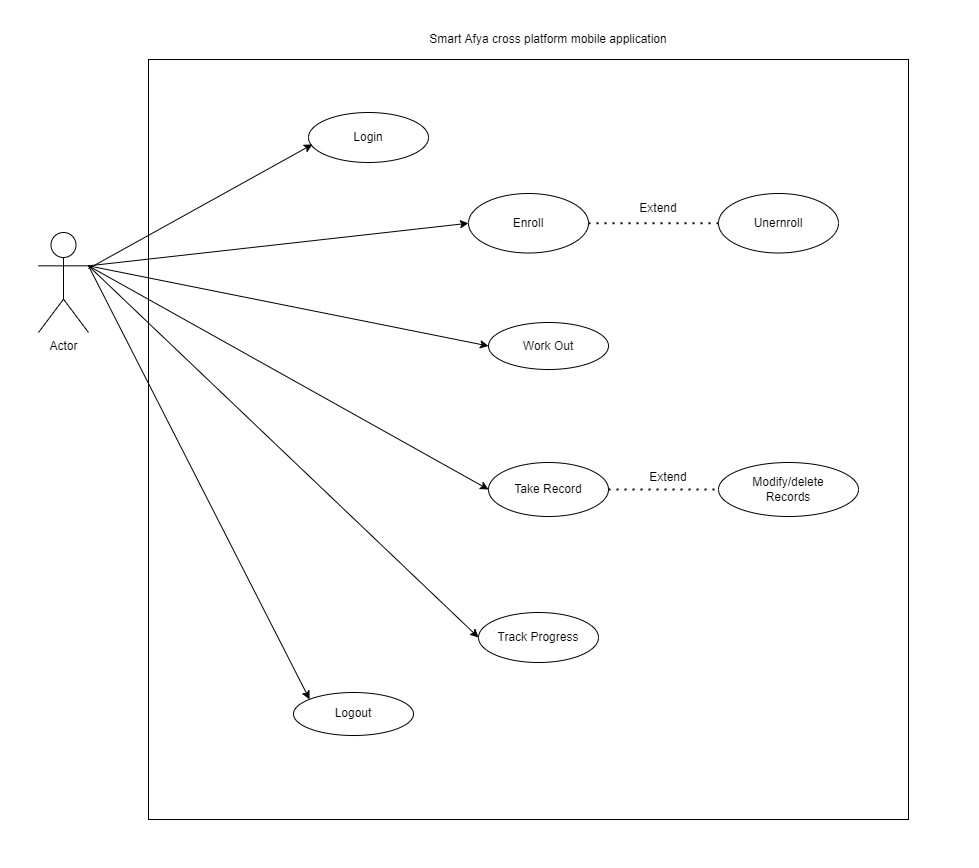 Smart Afya cross platform mobile application
Login
Enroll
Extend
Unernroll
Actor
Work Out
Take Record
Extend
Modify/delete
Records
Track Progress
Logout